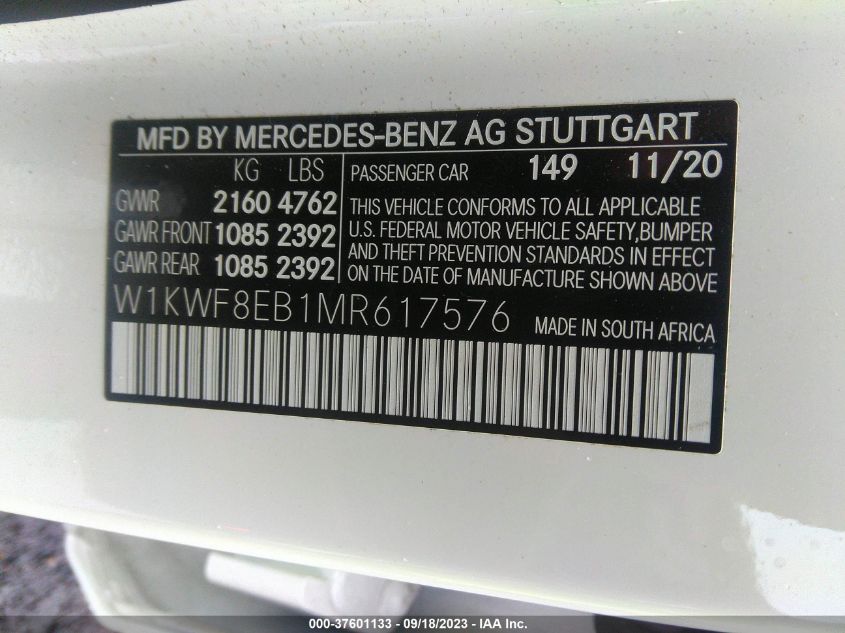 MFD BY MERCEDES-BENZ AG STUTTGART
KG LBS
GVWR 2160 4762
GAWR FRONT 1085 2392
GAWR REAR 1085 2392
PASSENGER CAR 149 11/20
THIS VEHICLE CONFORMS TO ALL APPLICABLE
U.S. FEDERAL MOTOR VEHICLE SAFETY,BUMPER
AND THEFT PREVENTION STANDARDS IN EFFECT
ON THE DATE OF MANUFACTURE SHOWN ABOVE
W1KWF8EB1MR617576
MADE IN SOUTH AFRICA
000-37601133 - 09/18/2023 - IAA Inc.